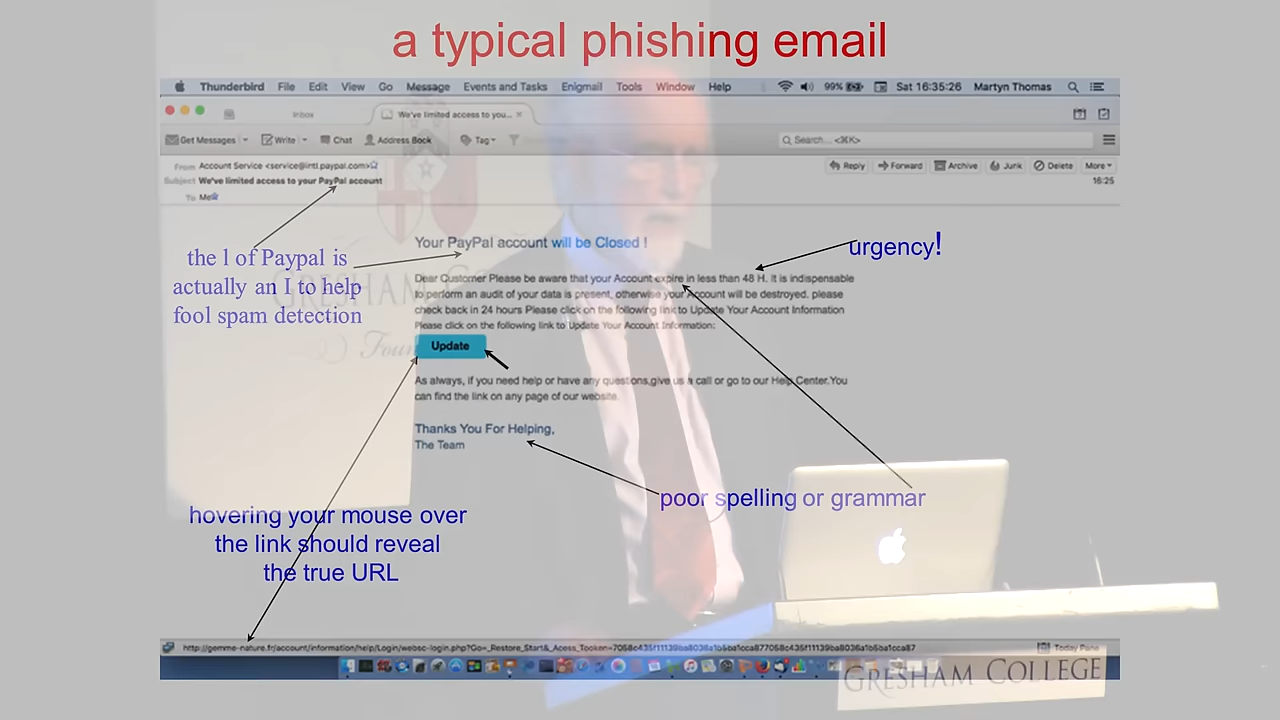 a typical phishing email
Thunderbird File Edit View Go Message Events and Tasks Enigmail Tools Window Help 99% Sat 16:35:26 Martyn Thomas
Inbox We've limited access to you...
Get Messages Write Chat Address Book Tag Search... <⌘K>
From Account Service <service@intl.paypal.com> Reply Forward Archive Junk Delete More
Subject We've limited access to your PayPal account 16:25
To Me
Your PayPal account will be Closed !
urgency!
the l of Paypal is
actually an I to help
fool spam detection
Dear Customer Please be aware that your Account expire in less than 48 H. It is indispensable
to perform an audit of your data is present, otherwise your Account will be destroyed. please
check back in 24 hours Please click on the following link to Update Your Account Information
Please click on the following link to Update Your Account Information:
GRESHAM
Update
As always, if you need help or have any questions,give us a call or go to our Help Center.You
can find the link on any page of our website.
Thanks You For Helping,
The Team
poor spelling or grammar
hovering your mouse over
the link should reveal
the true URL
Today Pane
GRESHAM COLLEGE